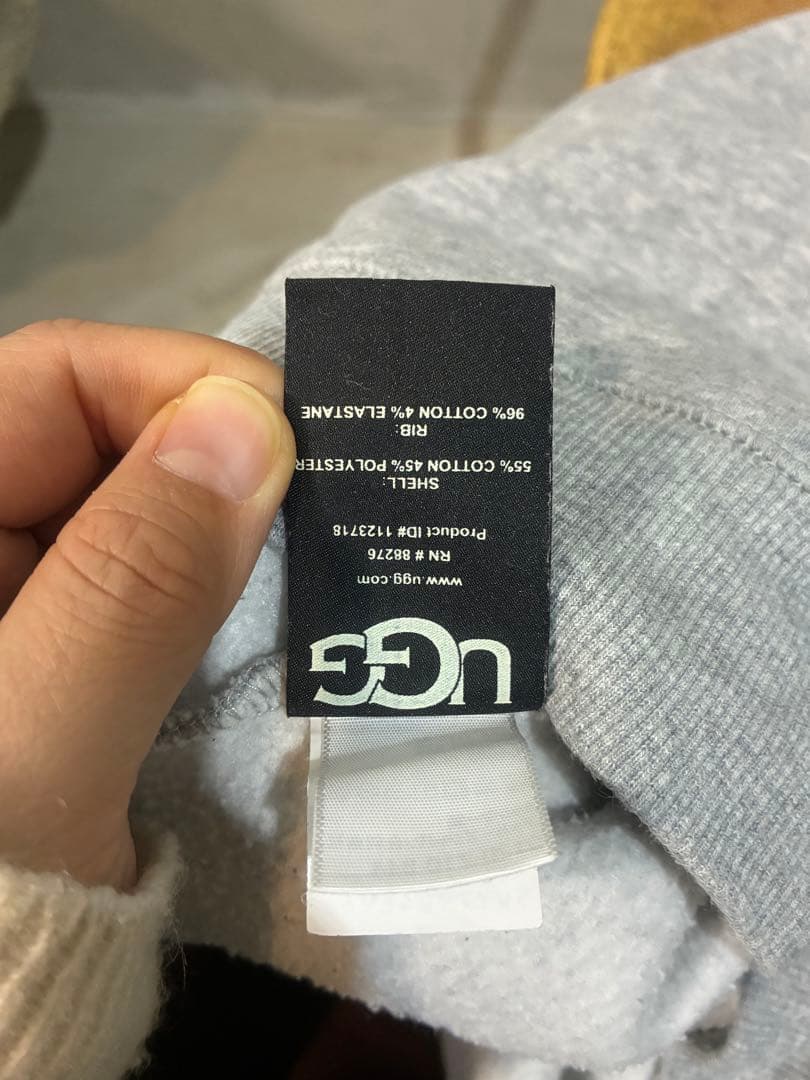 UGG
www.ugg.com
RN # 88276
Product ID# 1123718
SHELL:
55% COTTON 45% POLYESTER
RIB:
96% COTTON 4% ELASTANE